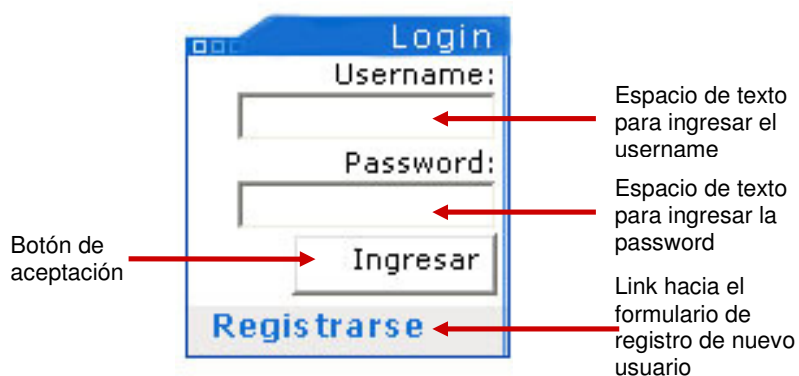 Login
Username:
Espacio de texto
para ingresar el
username
Password:
Espacio de texto
para ingresar la
password
Botón de
aceptación
Ingresar
Registrarse
Link hacia el
formulario de
registro de nuevo
usuario